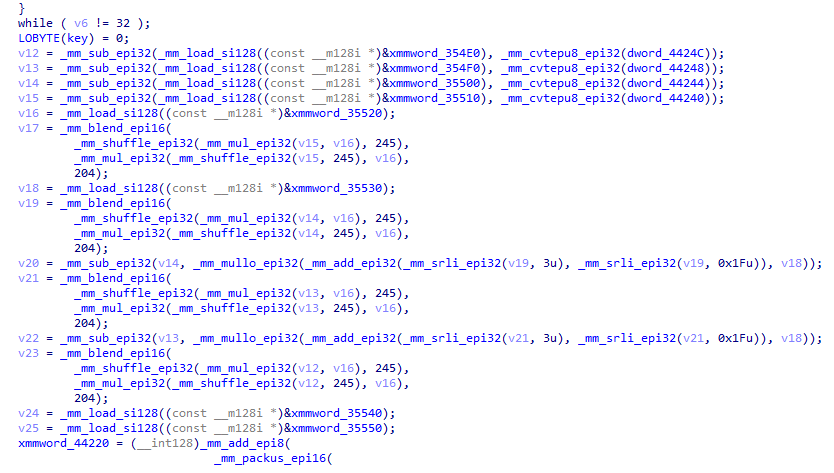 }
while ( v6 != 32 );
LOBYTE(key) = 0;
v12 = _mm_sub_epi32(_mm_load_si128((const __m128i *)&xmmword_354E0), _mm_cvtepu8_epi32(dword_4424C));
v13 = _mm_sub_epi32(_mm_load_si128((const __m128i *)&xmmword_354F0), _mm_cvtepu8_epi32(dword_44248));
v14 = _mm_sub_epi32(_mm_load_si128((const __m128i *)&xmmword_35500), _mm_cvtepu8_epi32(dword_44244));
v15 = _mm_sub_epi32(_mm_load_si128((const __m128i *)&xmmword_35510), _mm_cvtepu8_epi32(dword_44240));
v16 = _mm_load_si128((const __m128i *)&xmmword_35520);
v17 = _mm_blend_epi16(
_mm_shuffle_epi32(_mm_mul_epi32(v15, v16), 245),
_mm_mul_epi32(_mm_shuffle_epi32(v15, 245), v16),
204);
v18 = _mm_load_si128((const __m128i *)&xmmword_35530);
v19 = _mm_blend_epi16(
_mm_shuffle_epi32(_mm_mul_epi32(v14, v16), 245),
_mm_mul_epi32(_mm_shuffle_epi32(v14, 245), v16),
204);
v20 = _mm_sub_epi32(v14, _mm_mullo_epi32(_mm_add_epi32(_mm_srli_epi32(v19, 3u), _mm_srli_epi32(v19, 0x1Fu)), v18));
v21 = _mm_blend_epi16(
_mm_shuffle_epi32(_mm_mul_epi32(v13, v16), 245),
_mm_mul_epi32(_mm_shuffle_epi32(v13, 245), v16),
204);
v22 = _mm_sub_epi32(v13, _mm_mullo_epi32(_mm_add_epi32(_mm_srli_epi32(v21, 3u), _mm_srli_epi32(v21, 0x1Fu)), v18));
v23 = _mm_blend_epi16(
_mm_shuffle_epi32(_mm_mul_epi32(v12, v16), 245),
_mm_mul_epi32(_mm_shuffle_epi32(v12, 245), v16),
204);
v24 = _mm_load_si128((const __m128i *)&xmmword_35540);
v25 = _mm_load_si128((const __m128i *)&xmmword_35550);
xmmword_44220 = (__int128)_mm_add_epi8(
_mm_packus_epi16(